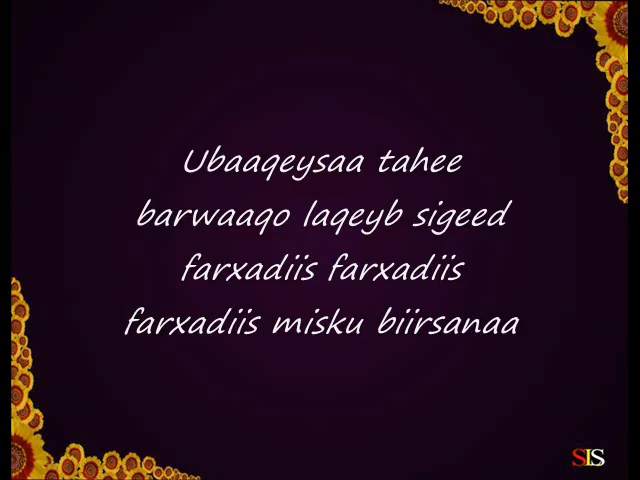 Ubaaqeysaa tahee
barwaaqo laqeyb sigeed
farxadiis farxadiis
farxadiis misku biirsanaa
SIS